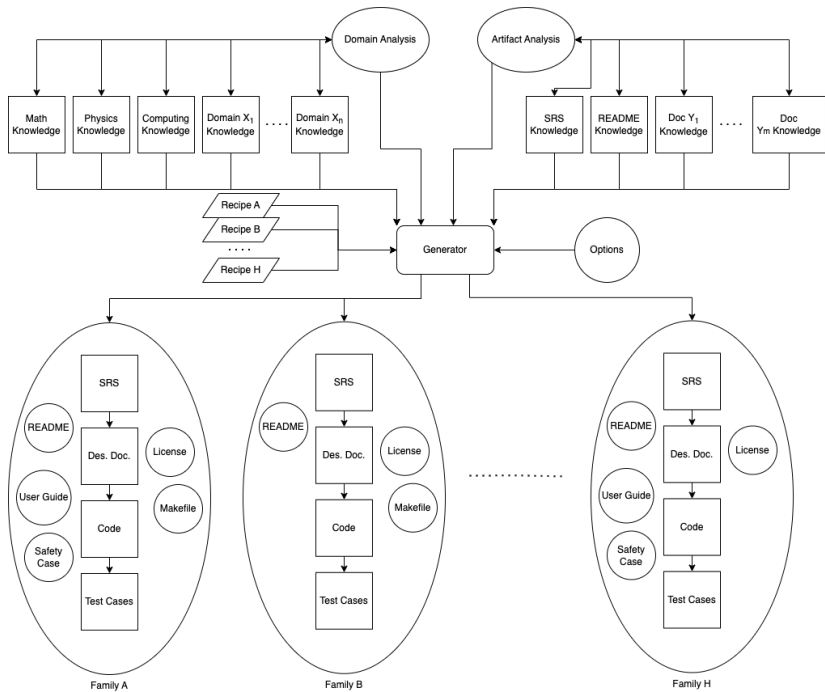 Domain Analysis
Artifact Analysis
Math
Knowledge
Physics
Knowledge
Computing
Knowledge
Domain X1
Knowledge
....
Domain Xn
Knowledge
SRS
Knowledge
README
Knowledge
Doc Y1
Knowledge
....
Doc
Ym Knowledge
Recipe A
Recipe B
....
Recipe H
Generator
Options
SRS
README
Des. Doc.
License
User Guide
Makefile
Code
Safety
Case
Test Cases
Family A
SRS
README
Des. Doc.
License
Makefile
Code
Test Cases
Family B
SRS
README
Des. Doc.
License
User Guide
Code
Safety
Case
Test Cases
Family H